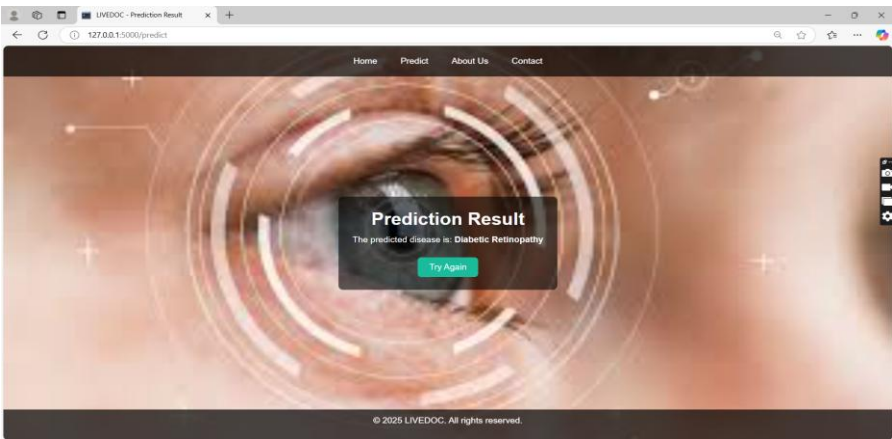 LIVEDOC - Prediction Result
127.0.0.1:5000/predict
Home Predict About Us Contact
Prediction Result
The predicted disease is: Diabetic Retinopathy
Try Again
© 2025 LIVEDOC. All rights reserved.